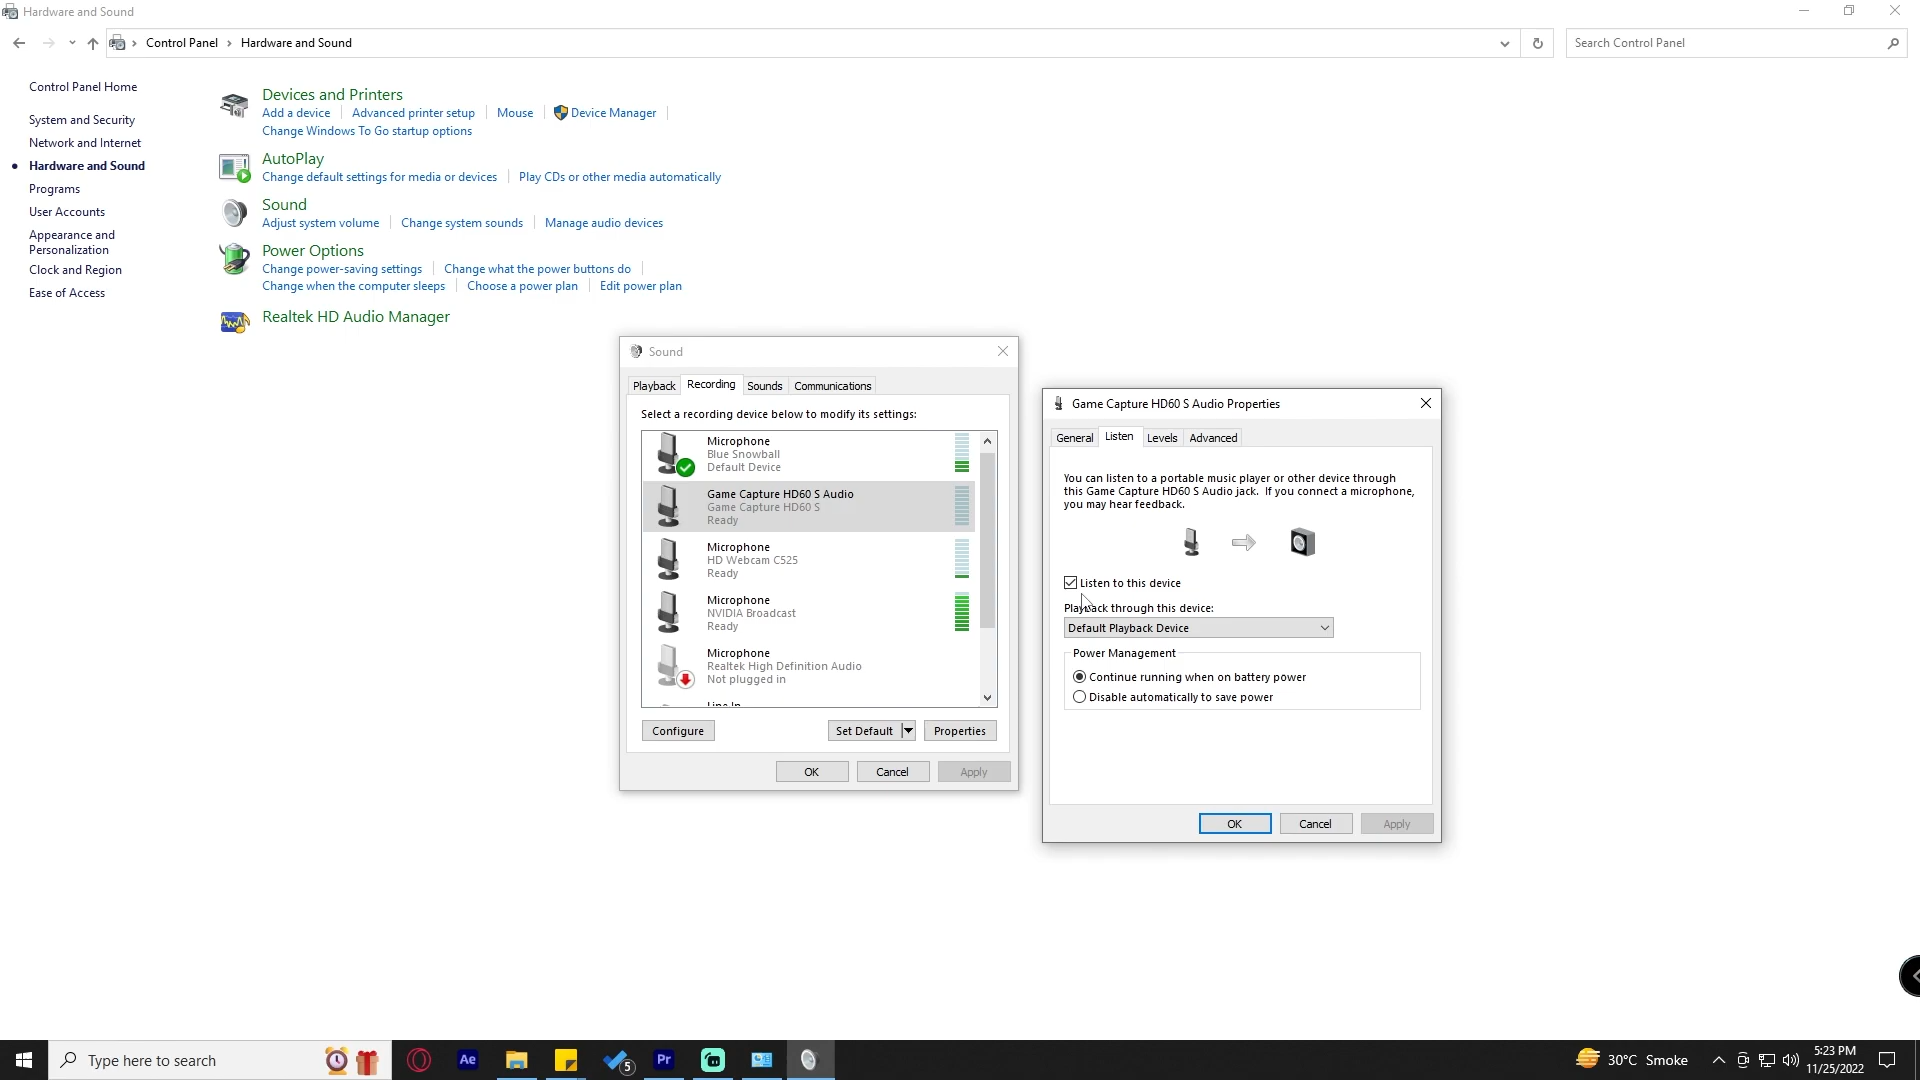 Hardware and Sound
Control Panel › Hardware and Sound
Search Control Panel
Control Panel Home
System and Security
Network and Internet
Hardware and Sound
Programs
User Accounts
Appearance and
Personalization
Clock and Region
Ease of Access
Devices and Printers
Add a device Advanced printer setup Mouse Device Manager
Change Windows To Go startup options
AutoPlay
Change default settings for media or devices Play CDs or other media automatically
Sound
Adjust system volume Change system sounds Manage audio devices
Power Options
Change power-saving settings Change what the power buttons do
Change when the computer sleeps Choose a power plan Edit power plan
Realtek HD Audio Manager
Sound
Playback Recording Sounds Communications
Select a recording device below to modify its settings:
Microphone
Blue Snowball
Default Device
Game Capture HD60 S Audio
Game Capture HD60 S
Ready
Microphone
HD Webcam C525
Ready
Microphone
NVIDIA Broadcast
Ready
Microphone
Realtek High Definition Audio
Not plugged in
Configure Set Default Properties
OK Cancel Apply
Game Capture HD60 S Audio Properties
General Listen Levels Advanced
You can listen to a portable music player or other device through
this Game Capture HD60 S Audio jack. If you connect a microphone,
you may hear feedback.
Listen to this device
Playback through this device:
Default Playback Device
Power Management
Continue running when on battery power
Disable automatically to save power
OK Cancel Apply
Type here to search
Ae
5
Pr
30°C Smoke
5:23 PM
11/25/2022